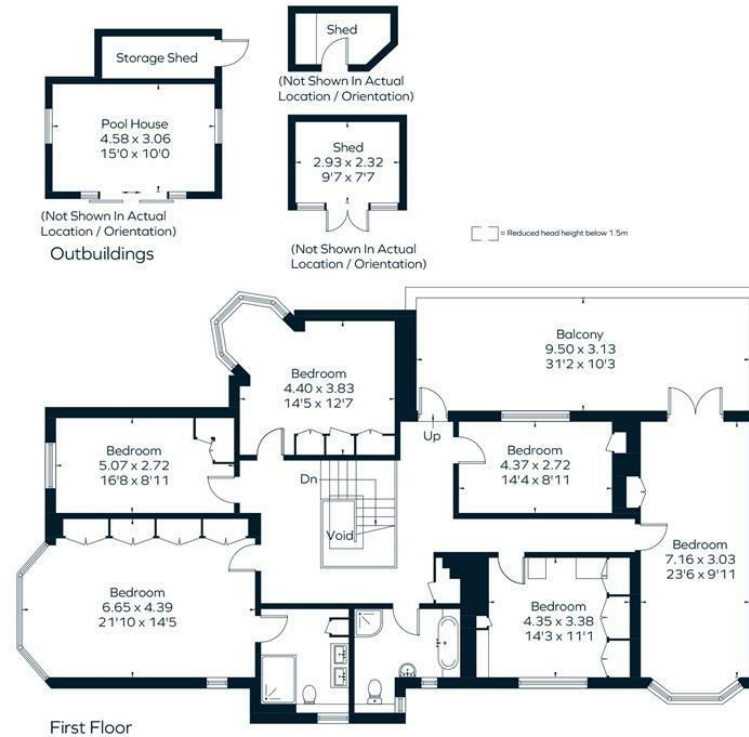 Storage Shed
Pool House
4.58 x 3.06
15'0 x 10'0
(Not Shown In Actual
Location / Orientation)
Outbuildings
Shed
(Not Shown In Actual
Location / Orientation)
Shed
2.93 x 2.32
9'7 x 7'7
(Not Shown In Actual
Location / Orientation)
= Reduced head height below 1.5m
Balcony
9.50 x 3.13
31'2 x 10'3
Bedroom
4.40 x 3.83
14'5 x 12'7
Bedroom
5.07 x 2.72
16'8 x 8'11
Up
Bedroom
4.37 x 2.72
14'4 x 8'11
Dn
Void
Bedroom
7.16 x 3.03
23'6 x 9'11
Bedroom
6.65 x 4.39
21'10 x 14'5
Bedroom
4.35 x 3.38
14'3 x 11'1
First Floor